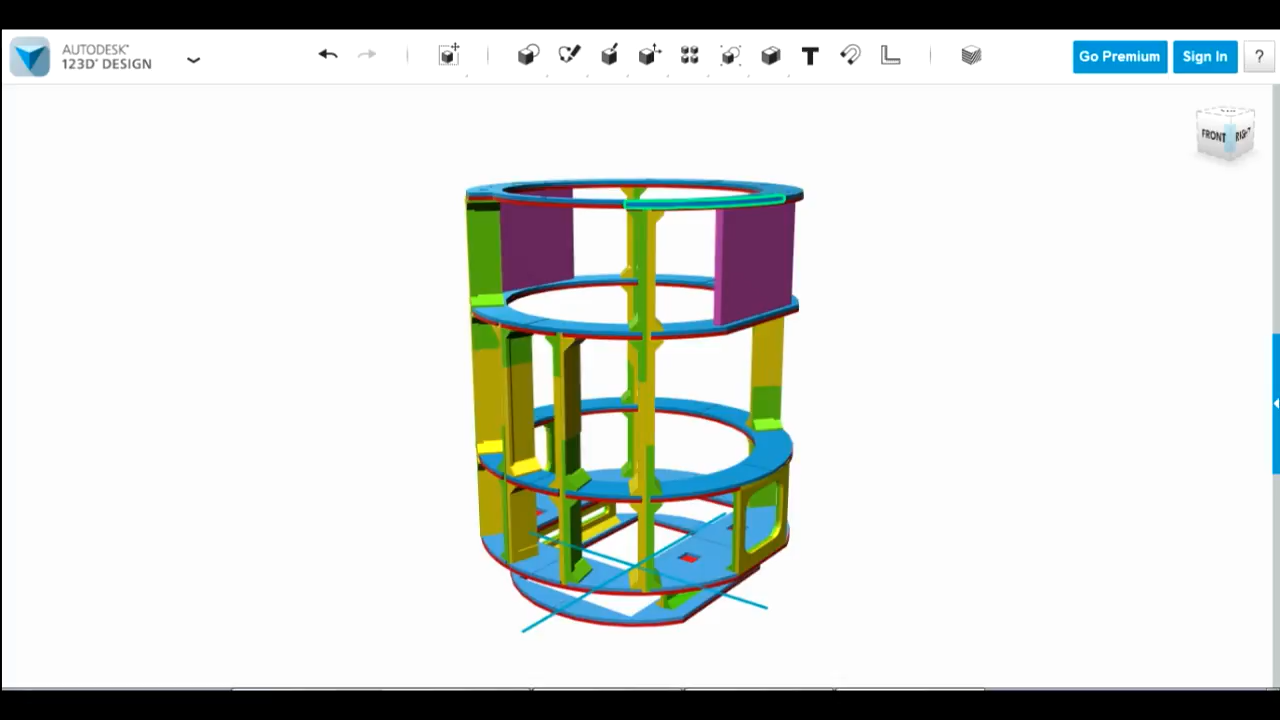 AUTODESK®
123D® DESIGN
T
Go Premium
Sign In
?
FRONT
RIGHT